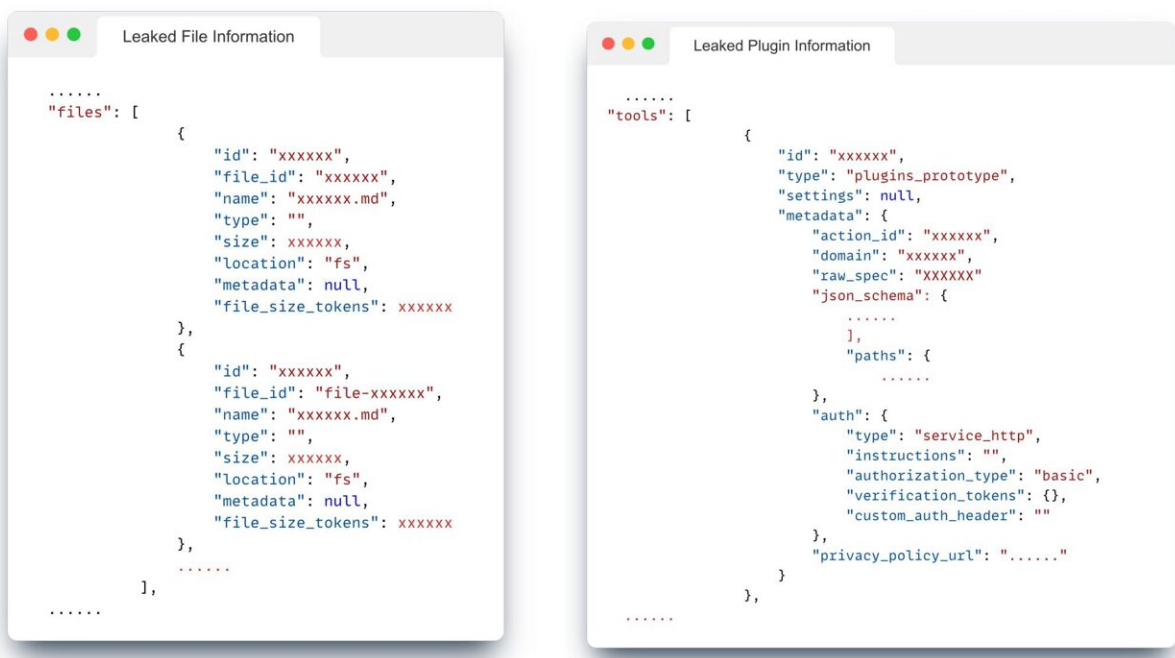 Leaked File Information
......
"files": [
{
"id": "xxxxxx",
"file_id": "xxxxxx",
"name": "xxxxxx.md",
"type": "",
"size": xxxxxx,
"location": "fs",
"metadata": null,
"file_size_tokens": xxxxxx
},
{
"id": "xxxxxx",
"file_id": "file-xxxxxx",
"name": "xxxxxx.md",
"type": "",
"size": xxxxxx,
"location": "fs",
"metadata": null,
"file_size_tokens": xxxxxx
},
......
],
......
Leaked Plugin Information
......
"tools": [
{
"id": "xxxxxx",
"type": "plugins_prototype",
"settings": null,
"metadata": {
"action_id": "xxxxxx",
"domain": "xxxxxx",
"raw_spec": "XXXXXX"
"json_schema": {
......
],
"paths": {
......
},
"auth": {
"type": "service_http",
"instructions": "",
"authorization_type": "basic",
"verification_tokens": {},
"custom_auth_header": ""
},
"privacy_policy_url": "......"
}
},
......